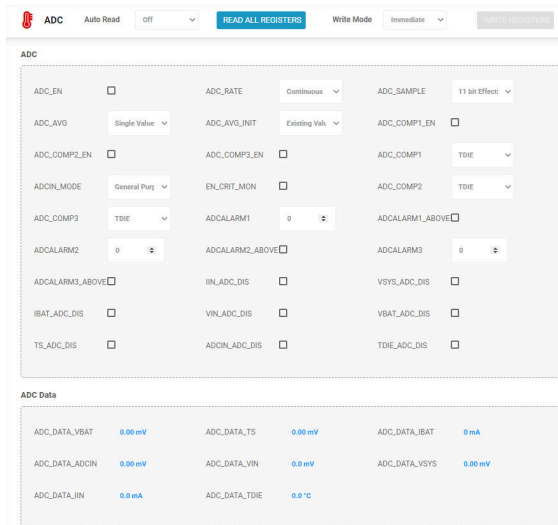 ADC Auto Read Off READ ALL REGISTERS Write Mode Immediate WRITE REGISTERS
ADC
ADC_EN ADC_RATE Continuous ADC_SAMPLE 11 bit Effecti
ADC_AVG Single Value ADC_AVG_INIT Existing Valu ADC_COMP1_EN
ADC_COMP2_EN ADC_COMP3_EN ADC_COMP1 TDIE
ADCIN_MODE General Purp EN_CRIT_MON ADC_COMP2 TDIE
ADC_COMP3 TDIE ADCALARM1 0 ADCALARM1_ABOVE
ADCALARM2 0 ADCALARM2_ABOVE ADCALARM3 0
ADCALARM3_ABOVE IIN_ADC_DIS VSYS_ADC_DIS
IBAT_ADC_DIS VIN_ADC_DIS VBAT_ADC_DIS
TS_ADC_DIS ADCIN_ADC_DIS TDIE_ADC_DIS
ADC Data
ADC_DATA_VBAT 0.00 mV ADC_DATA_TS 0.00 mV ADC_DATA_IBAT 0 mA
ADC_DATA_ADCIN 0.00 mV ADC_DATA_VIN 0.0 mV ADC_DATA_VSYS 0.00 mV
ADC_DATA_IIN 0.0 mA ADC_DATA_TDIE 0.0 °C